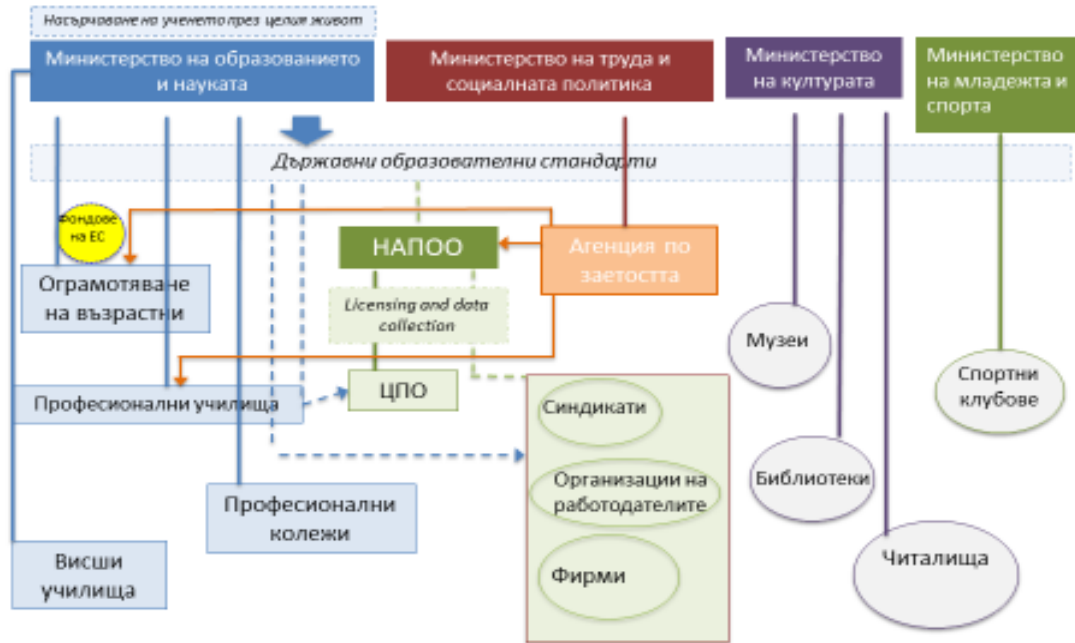 Насърчаване на ученето през целия живот
Министерство на образованието
и науката
Министерство на труда и
социалната политика
Министерство
на културата
Министерство
на младежта и
спорта
Държавни образователни стандарти
Фондове
на ЕС
НАПОО
Агенция по
заетостта
Ограмотяване
на възрастни
Licensing and data
collection
Музеи
Професионални училища
ЦПО
Синдикати
Спортни
клубове
Организации на
работодателите
Библиотеки
Професионални
колежи
Висши
училища
Фирми
Читалища